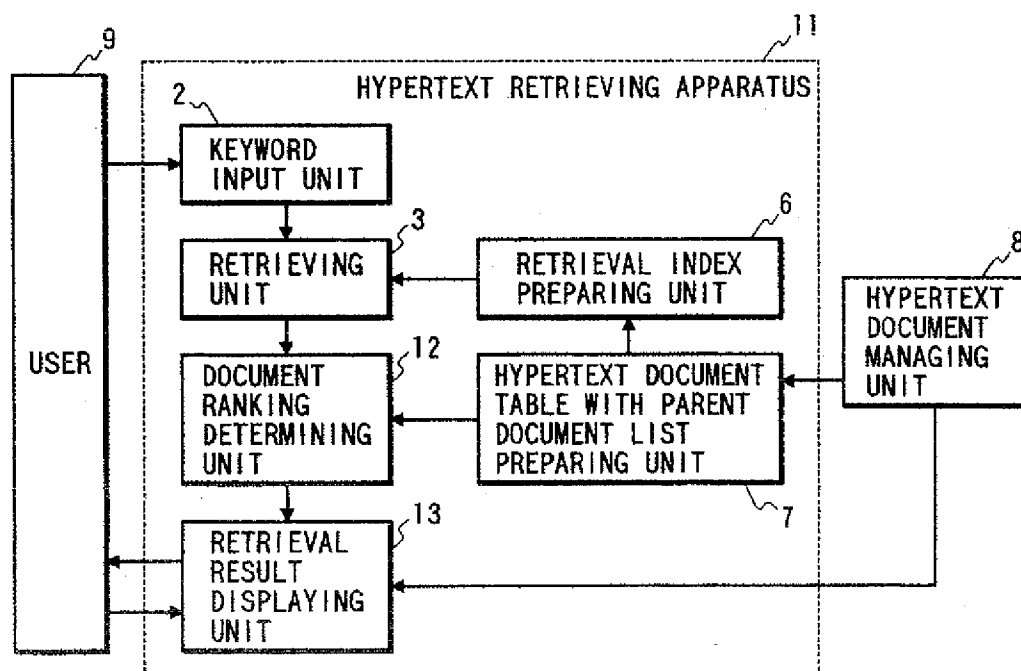 11
9
HYPERTEXT RETRIEVING APPARATUS
2
KEYWORD
INPUT UNIT
3
RETRIEVING
UNIT
6
RETRIEVAL INDEX
PREPARING UNIT
8
HYPERTEXT
DOCUMENT
MANAGING
UNIT
USER
12
DOCUMENT
RANKING
DETERMINING
UNIT
HYPERTEXT DOCUMENT
TABLE WITH PARENT
DOCUMENT LIST
PREPARING UNIT
7
13
RETRIEVAL
RESULT
DISPLAYING
UNIT